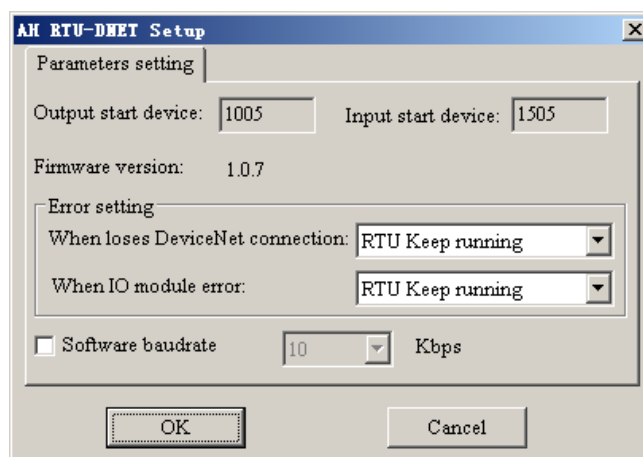 AH RTU-DNET Setup
Parameters setting
Output start device: 1005 Input start device: 1505
Firmware version: 1.0.7
Error setting
When loses DeviceNet connection: RTU Keep running
When IO module error: RTU Keep running
Software baudrate 10 Kbps
OK Cancel